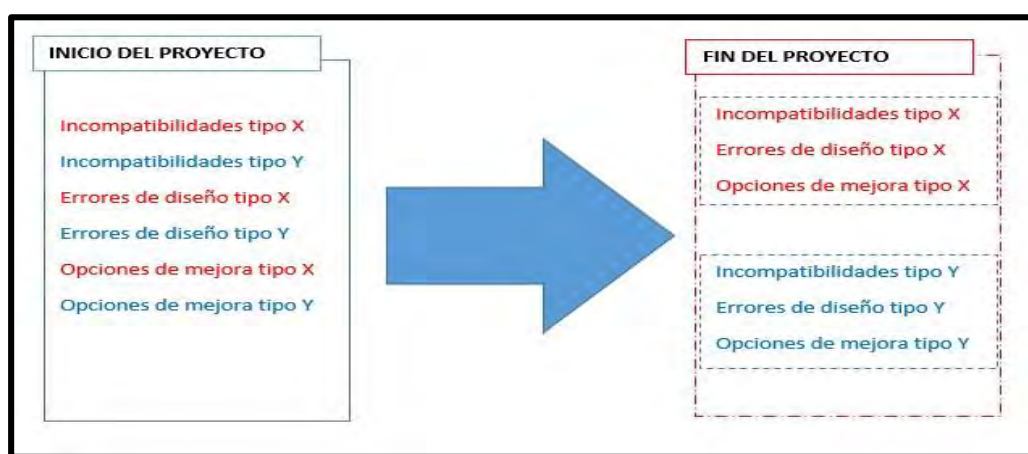 INICIO DEL PROYECTO
Incompatibilidades tipo X
Incompatibilidades tipo Y
Errores de diseño tipo X
Errores de diseño tipo Y
Opciones de mejora tipo X
Opciones de mejora tipo Y
FIN DEL PROYECTO
Incompatibilidades tipo X
Errores de diseño tipo X
Opciones de mejora tipo X
Incompatibilidades tipo Y
Errores de diseño tipo Y
Opciones de mejora tipo Y